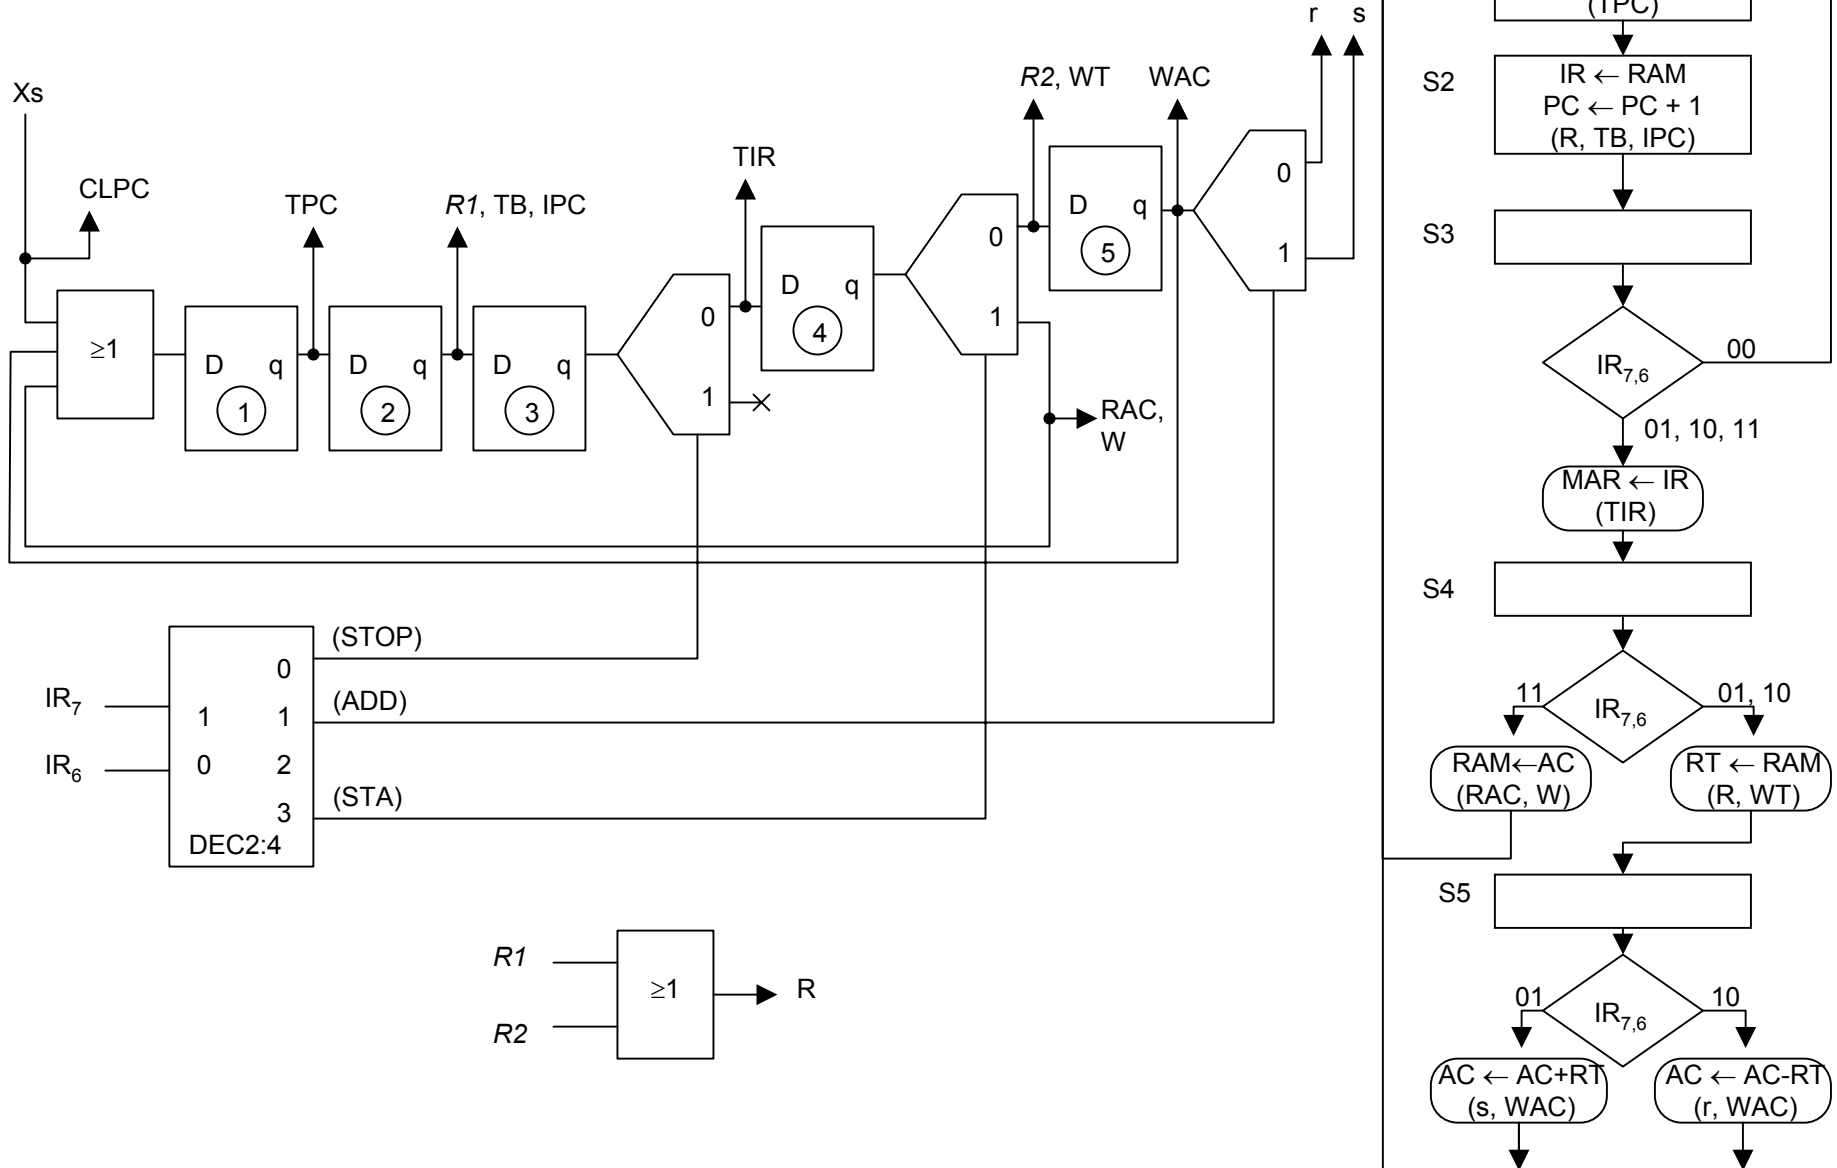 r s
Xs
CLPC
TPC
R1, TB, IPC
TIR
R2, WT
WAC
≥1
D q
1
D q
2
D q
3
0
1
D q
4
0
1
RAC,
W
D q
5
0
1
IR7
IR6
1
0
0
1
2
3
DEC2:4
(STOP)
(ADD)
(STA)
R1
R2
≥1
R
(TPC)
S2
IR ← RAM
PC ← PC + 1
(R, TB, IPC)
S3
IR7,6
00
01, 10, 11
MAR ← IR
(TIR)
S4
11
IR7,6
01, 10
RAM←AC
(RAC, W)
RT ← RAM
(R, WT)
S5
01
IR7,6
10
AC ← AC+RT
(s, WAC)
AC ← AC-RT
(r, WAC)